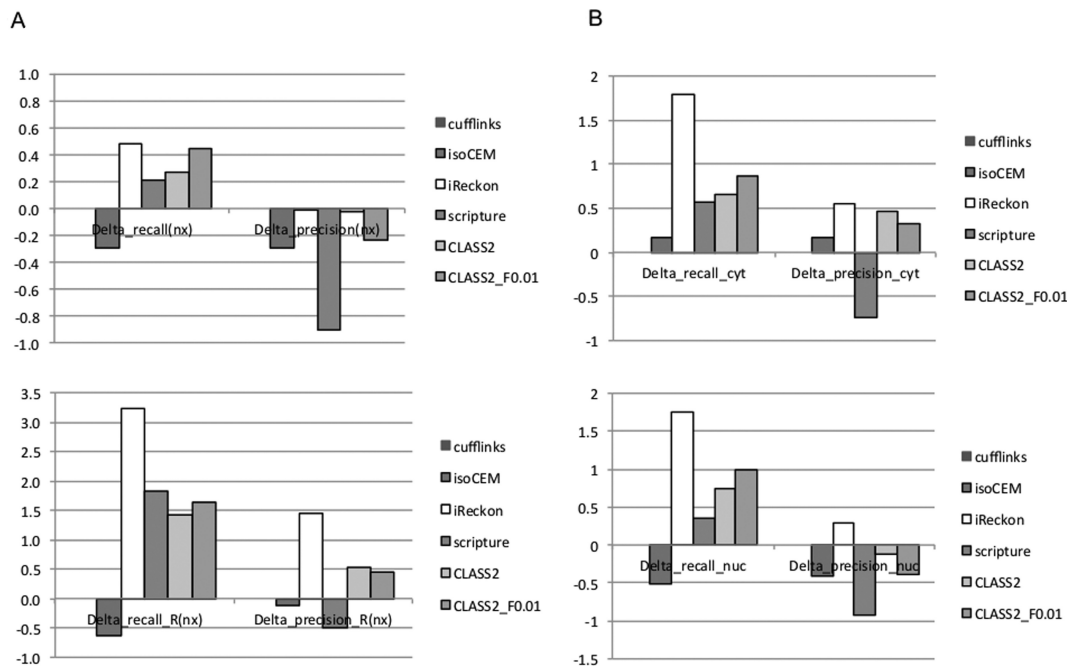 A
1.0
0.8
0.6
0.4
0.2
0.0
-0.2
-0.4
-0.6
-0.8
-1.0
Delta_recall(nx)
Delta_precision(nx)
cufflinks
isoCEM
iReckon
scripture
CLASS2
CLASS2_F0.01
3.5
3.0
2.5
2.0
1.5
1.0
0.5
0.0
-0.5
-1.0
Delta_recall_R(nx)
Delta_precision_R(nx)
cufflinks
isoCEM
iReckon
scripture
CLASS2
CLASS2_F0.01
B
2
1.5
1
0.5
0
-0.5
-1
Delta_recall_cyt
Delta_precision_cyt
cufflinks
isoCEM
iReckon
scripture
CLASS2
CLASS2_F0.01
2
1.5
1
0.5
0
-0.5
-1
-1.5
Delta_recall_nuc
Delta_precision_nuc
cufflinks
isoCEM
iReckon
scripture
CLASS2
CLASS2_F0.01